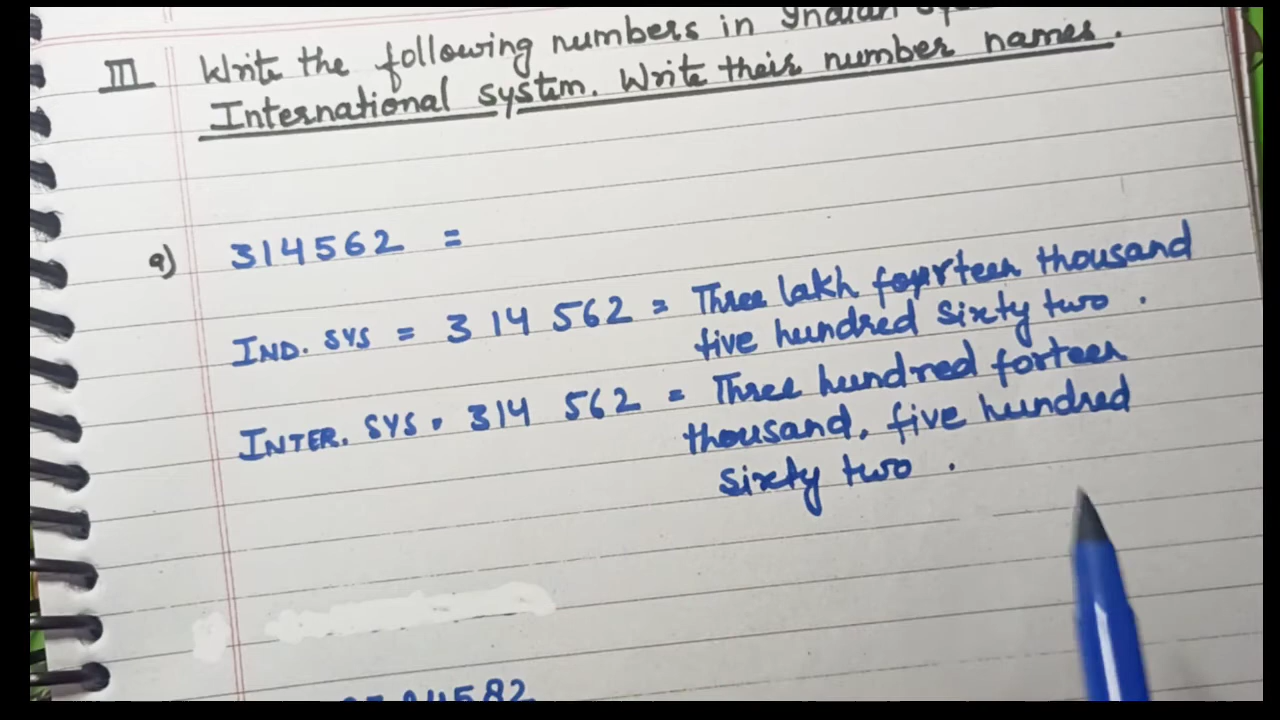 III Write the following numbers in Indian
International system. Write their number names.
a) 314562 =
IND. SYS = 3 14 562 = Three lakh fourteen thousand
five hundred sixty two.
INTER. SYS. 314 562 = Three hundred forteen
thousand, five hundred
sixty two.